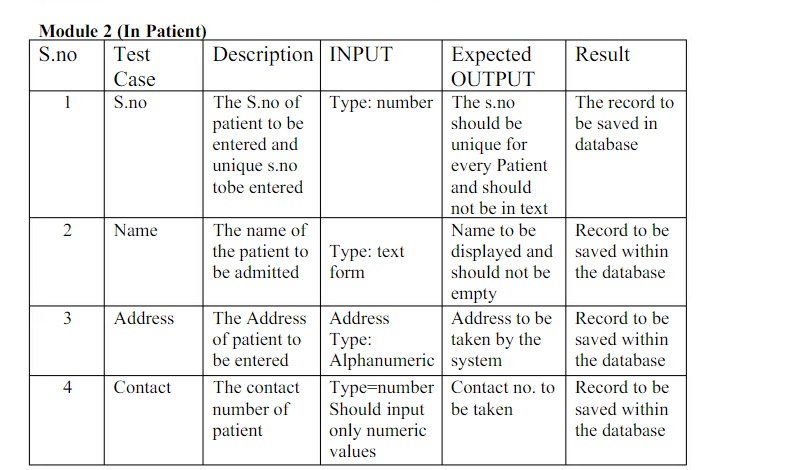 Module 2 (In Patient)
S.no
Test
Case
Description
INPUT
Expected
OUTPUT
Result
1
S.no
The S.no of
patient to be
entered and
unique s.no
tobe entered
Type: number
The s.no
should be
unique for
every Patient
and should
not be in text
The record to
be saved in
database
2
Name
The name of
the patient to
be admitted
Type: text
form
Name to be
displayed and
should not be
empty
Record to be
saved within
the database
3
Address
The Address
of patient to
be entered
Address
Type:
Alphanumeric
Address to be
taken by the
system
Record to be
saved within
the database
4
Contact
The contact
number of
patient
Type=number
Should input
only numeric
values
Contact no. to
be taken
Record to be
saved within
the database